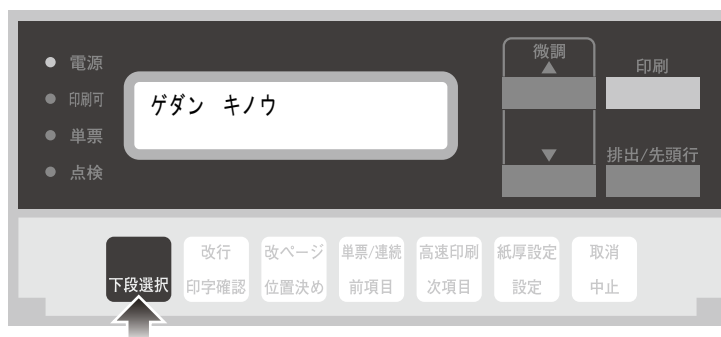 電源
印刷可
単票
点検
ゲダン キノウ
微調
▲
▼
印刷
排出/先頭行
下段選択
改行
印字確認
改ページ
位置決め
単票/連続
前項目
高速印刷
次項目
紙厚設定
設定
取消
中止